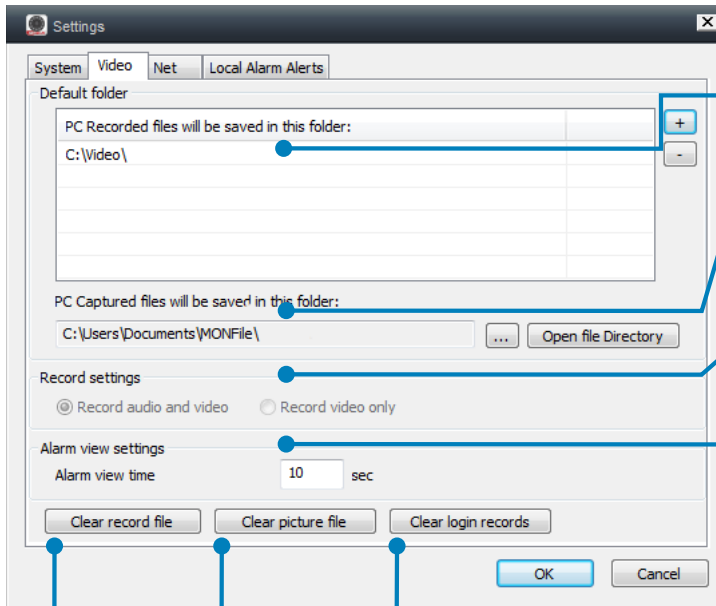 Settings
System Video Net Local Alarm Alerts
Default folder
PC Recorded files will be saved in this folder:
+
C:\Video\
-
PC Captured files will be saved in this folder:
C:\Users\Documents\MONFile\ ... Open file Directory
Record settings
Record audio and video Record video only
Alarm view settings
Alarm view time 10 sec
Clear record file Clear picture file Clear login records
OK Cancel